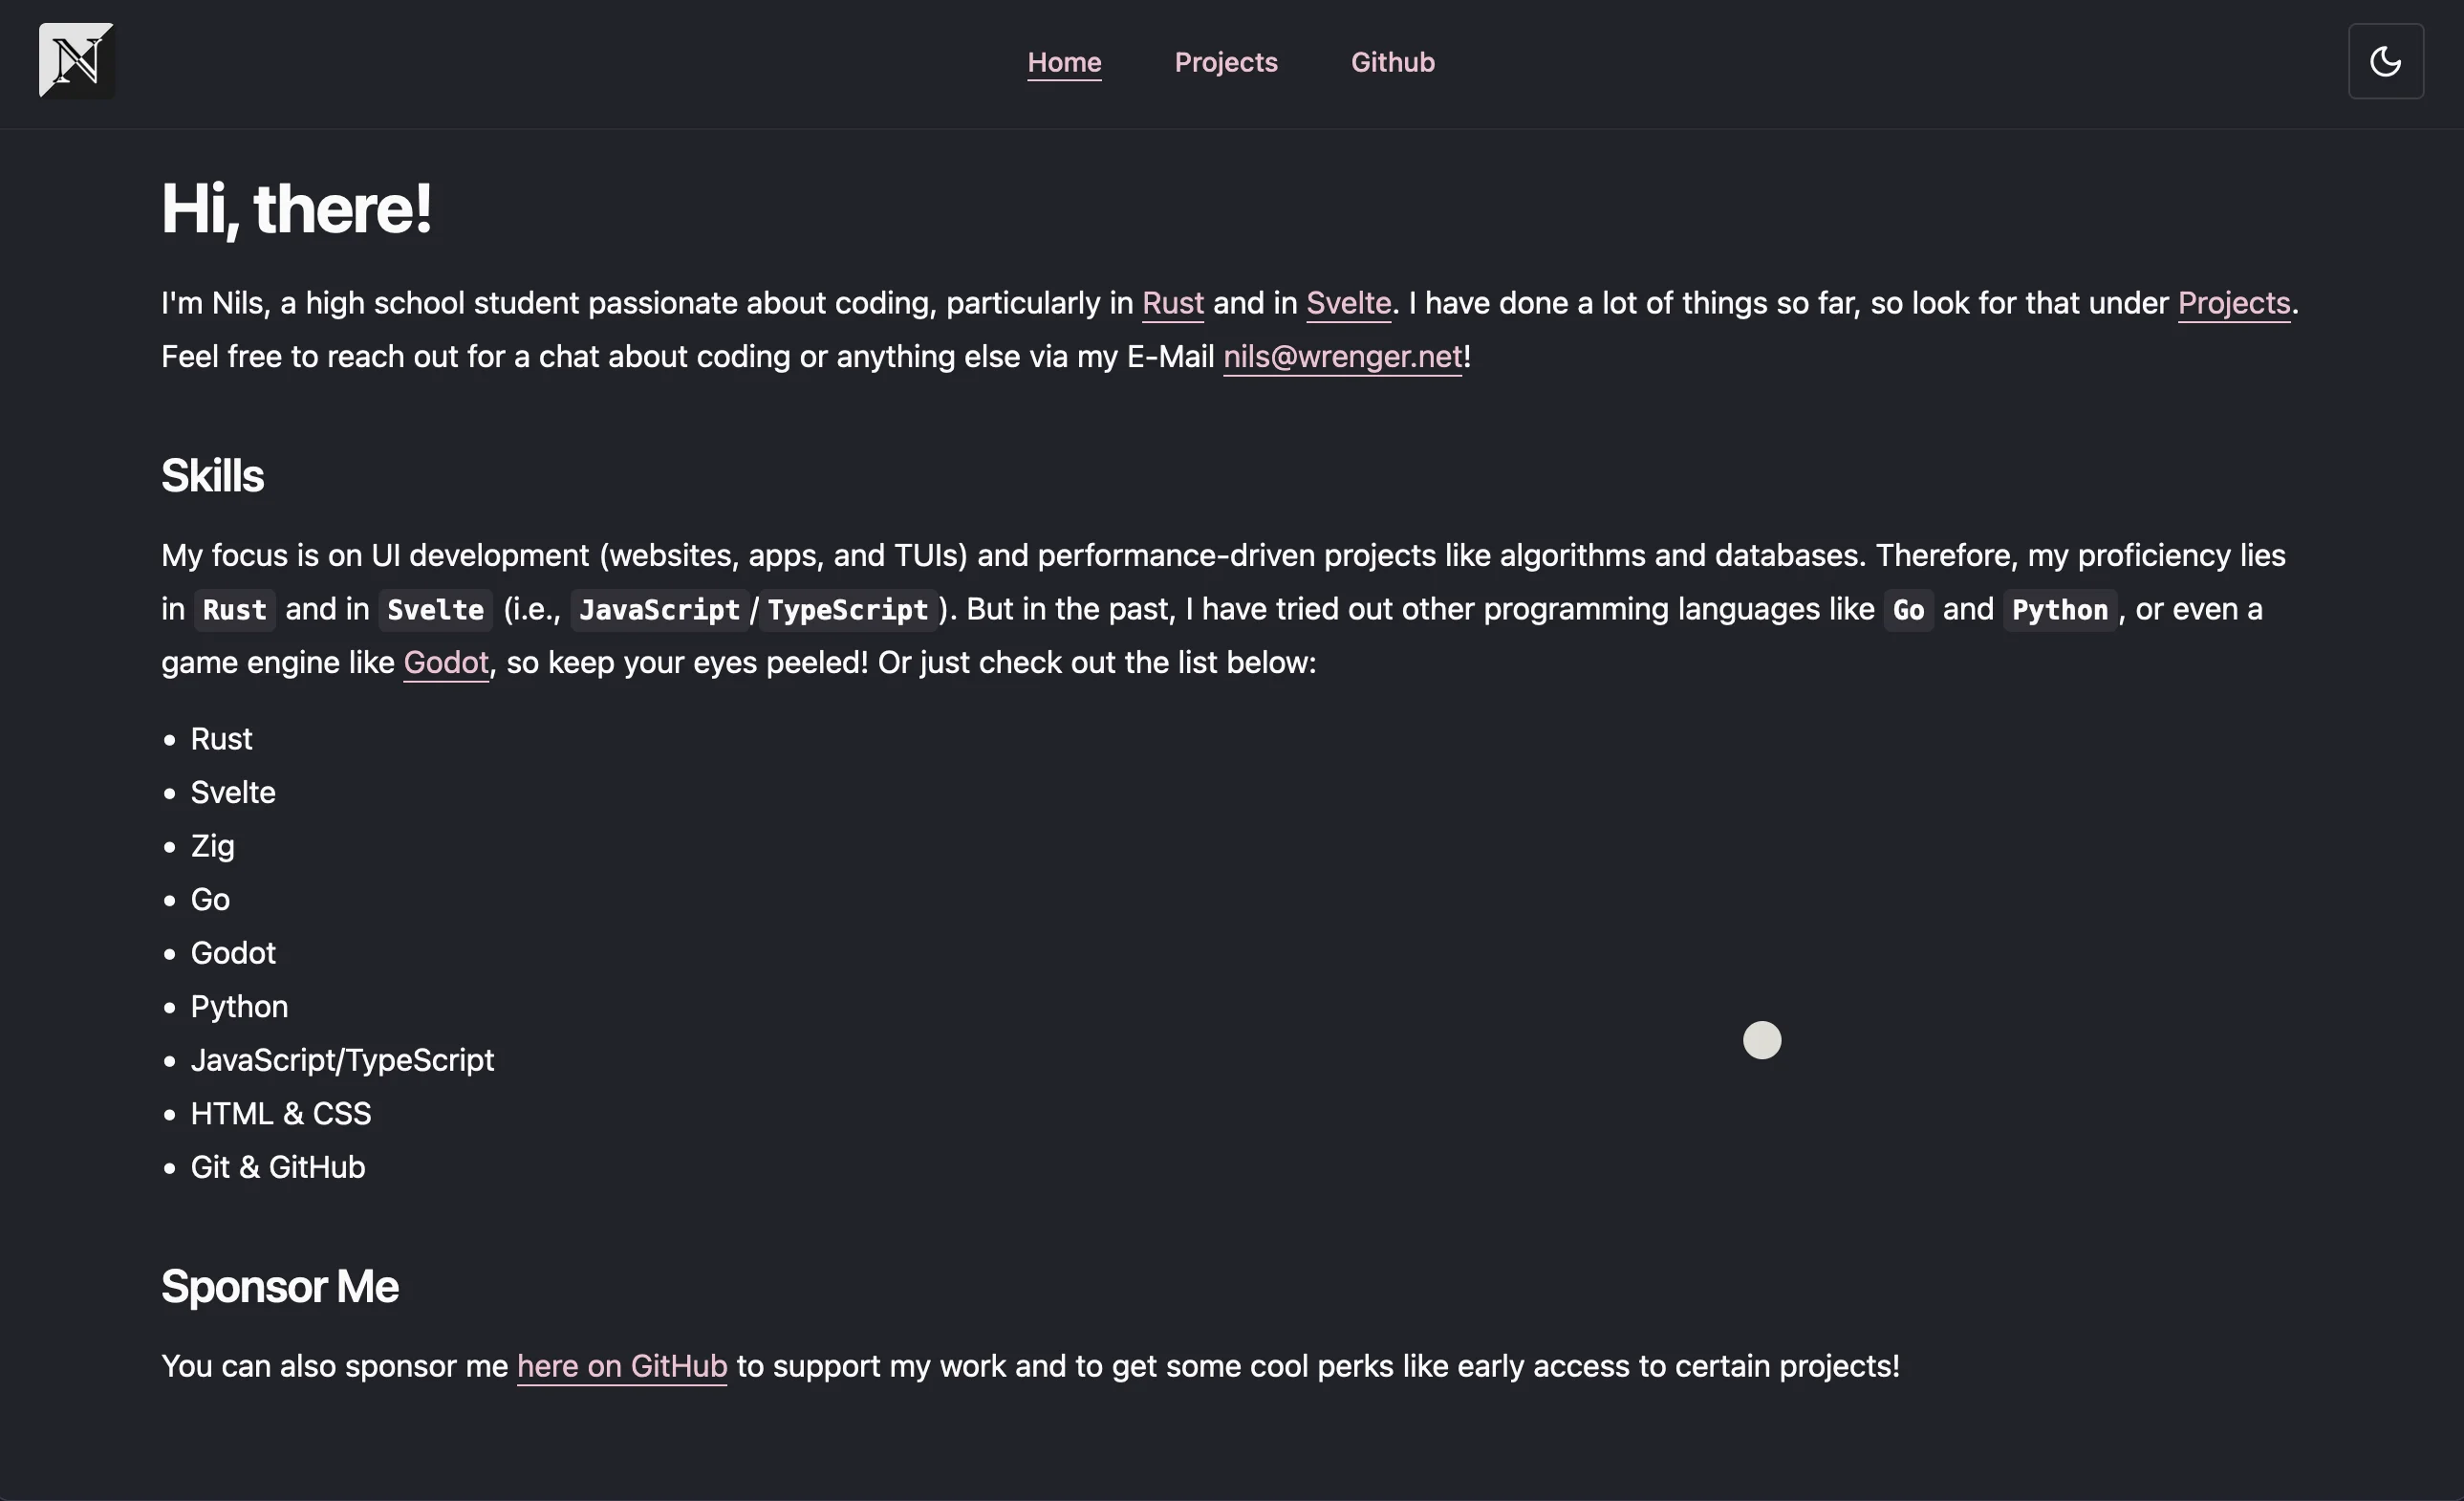 N
Home Projects Github
Hi, there!
I'm Nils, a high school student passionate about coding, particularly in Rust and in Svelte. I have done a lot of things so far, so look for that under Projects.
Feel free to reach out for a chat about coding or anything else via my E-Mail nils@wrenger.net!
Skills
My focus is on UI development (websites, apps, and TUIs) and performance-driven projects like algorithms and databases. Therefore, my proficiency lies
in Rust and in Svelte (i.e., JavaScript/TypeScript). But in the past, I have tried out other programming languages like Go and Python, or even a
game engine like Godot, so keep your eyes peeled! Or just check out the list below:
• Rust
• Svelte
• Zig
• Go
• Godot
• Python
• JavaScript/TypeScript
• HTML & CSS
• Git & GitHub
Sponsor Me
You can also sponsor me here on GitHub to support my work and to get some cool perks like early access to certain projects!